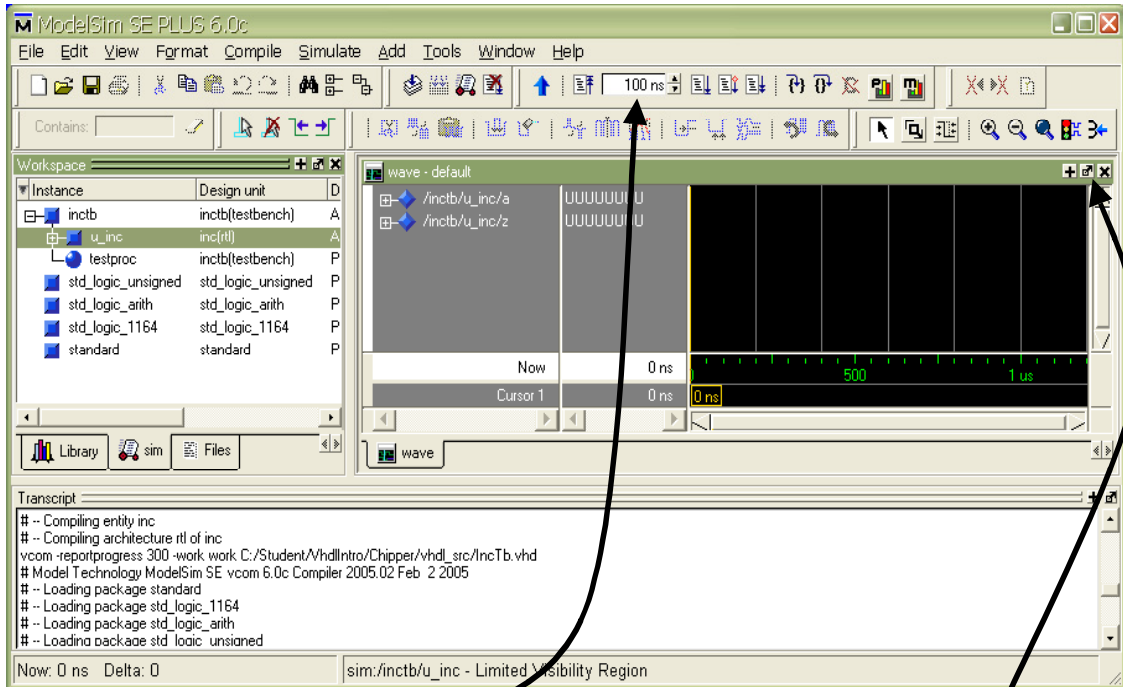 ModelSim SE PLUS 6.0c
File Edit View Format Compile Simulate Add Tools Window Help
100 ns
Contains:
Workspace
Instance Design unit D
inctb inctb(testbench) A
u_inc inc(rtl) A
testproc inctb(testbench) P
std_logic_unsigned std_logic_unsigned P
std_logic_arith std_logic_arith P
std_logic_1164 std_logic_1164 P
standard standard P
Library sim Files
wave - default
/inctb/u_inc/a UUUUUUUU
/inctb/u_inc/z UUUUUUUU
Now 0 ns
500 1 us
Cursor 1 0 ns 0 ns
wave
Transcript
# -- Compiling entity inc
# -- Compiling architecture rtl of inc
vcom -reportprogress 300 -work work C:/Student/VhdlIntro/Chipper/vhdl_src/IncTb.vhd
# Model Technology ModelSim SE vcom 6.0c Compiler 2005.02 Feb 2 2005
# -- Loading package standard
# -- Loading package std_logic_1164
# -- Loading package std_logic_arith
# -- Loading package std_logic_unsigned
Now: 0 ns Delta: 0 sim:/inctb/u_inc - Limited Visibility Region